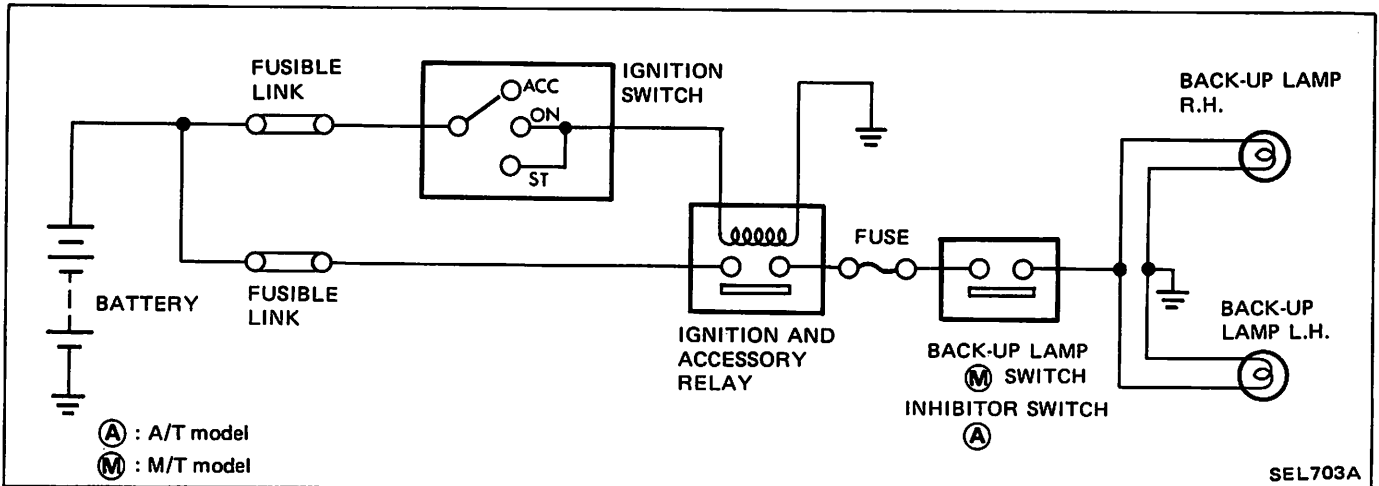 FUSIBLE
LINK
IGNITION
SWITCH
ACC
ON
ST
BACK-UP LAMP
R.H.
FUSE
BATTERY
FUSIBLE
LINK
IGNITION AND
ACCESSORY
RELAY
BACK-UP LAMP
M SWITCH
INHIBITOR SWITCH
A
BACK-UP
LAMP L.H.
A : A/T model
M : M/T model
SEL703A